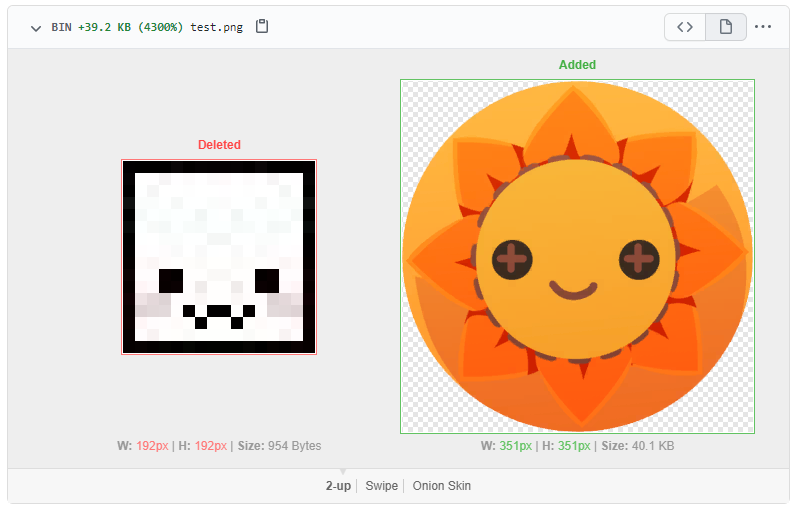 BIN +39.2 KB (4300%) test.png
Added
Deleted
W: 192px | H: 192px | Size: 954 Bytes
W: 351px | H: 351px | Size: 40.1 KB
2-up Swipe Onion Skin